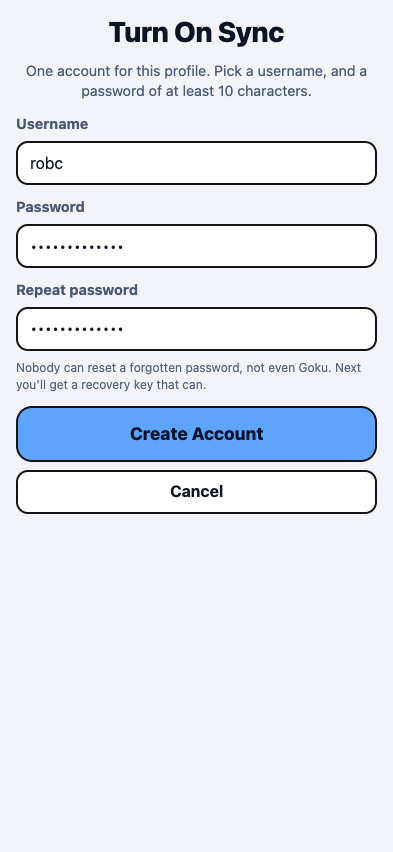 Turn On Sync
One account for this profile. Pick a username, and a
password of at least 10 characters.
Username
robc
Password
•••••••••••••
Repeat password
•••••••••••••
Nobody can reset a forgotten password, not even Goku. Next
you'll get a recovery key that can.
Create Account
Cancel